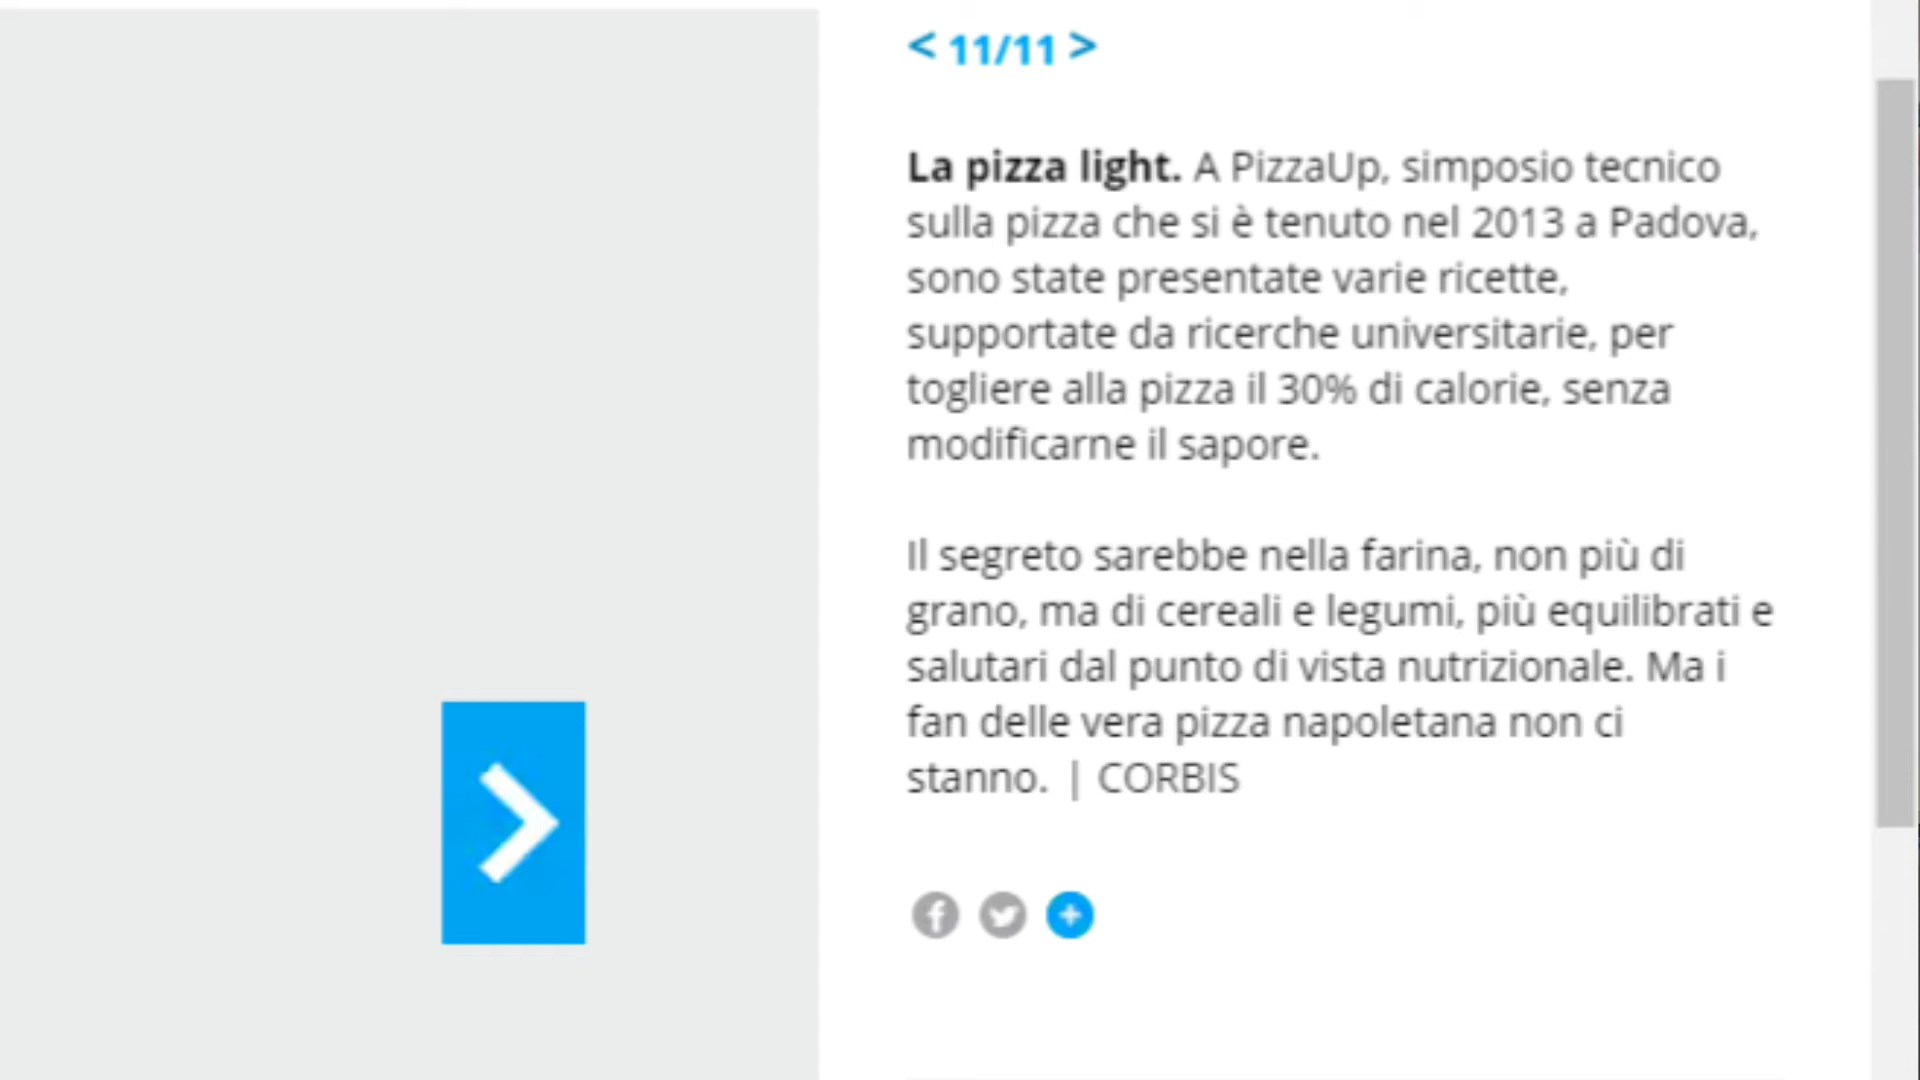 < 11/11 >
La pizza light. A PizzaUp, simposio tecnico
sulla pizza che si è tenuto nel 2013 a Padova,
sono state presentate varie ricette,
supportate da ricerche universitarie, per
togliere alla pizza il 30% di calorie, senza
modificarne il sapore.
Il segreto sarebbe nella farina, non più di
grano, ma di cereali e legumi, più equilibrati e
salutari dal punto di vista nutrizionale. Ma i
fan delle vera pizza napoletana non ci
stanno. | CORBIS